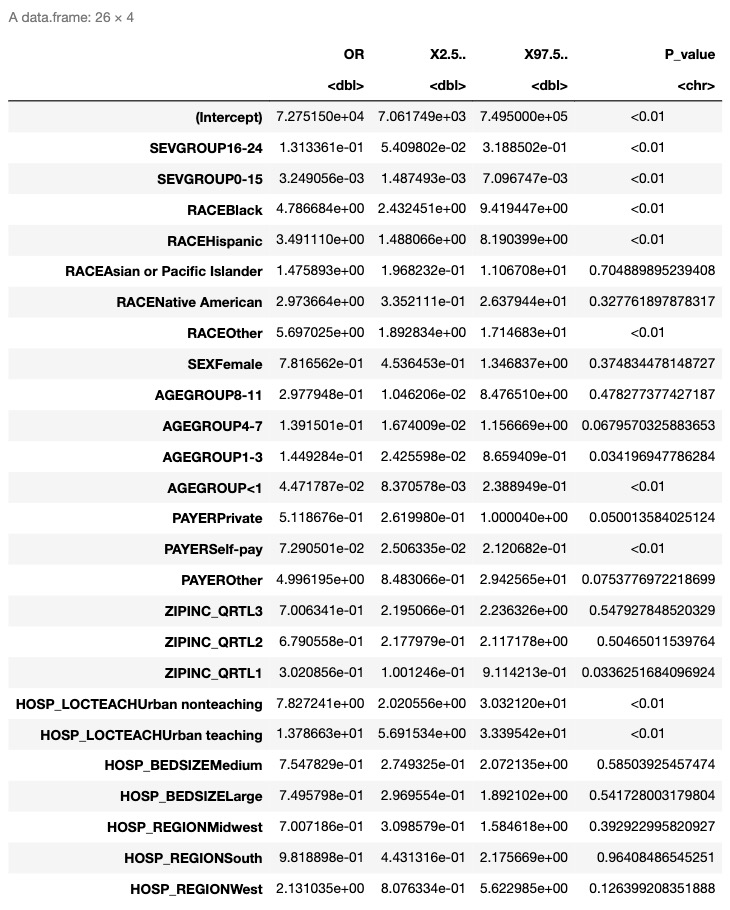 A data.frame: 26 × 4
OR X2.5.. X97.5.. P_value
<dbl> <dbl> <dbl> <chr>
(Intercept) 7.275150e+04 7.061749e+03 7.495000e+05 <0.01
SEVGROUP16-24 1.313361e-01 5.409802e-02 3.188502e-01 <0.01
SEVGROUP0-15 3.249056e-03 1.487493e-03 7.096747e-03 <0.01
RACEBlack 4.786684e+00 2.432451e+00 9.419447e+00 <0.01
RACEHispanic 3.491110e+00 1.488066e+00 8.190399e+00 <0.01
RACEAsian or Pacific Islander 1.475893e+00 1.968232e-01 1.106708e+01 0.704889895239408
RACENative American 2.973664e+00 3.352111e-01 2.637944e+01 0.327761897878317
RACEOther 5.697025e+00 1.892834e+00 1.714683e+01 <0.01
SEXFemale 7.816562e-01 4.536453e-01 1.346837e+00 0.374834478148727
AGEGROUP8-11 2.977948e-01 1.046206e-02 8.476510e+00 0.478277377427187
AGEGROUP4-7 1.391501e-01 1.674009e-02 1.156669e+00 0.0679570325883653
AGEGROUP1-3 1.449284e-01 2.425598e-02 8.659409e-01 0.034196947786284
AGEGROUP<1 4.471787e-02 8.370578e-03 2.388949e-01 <0.01
PAYERPrivate 5.118676e-01 2.619980e-01 1.000040e+00 0.050013584025124
PAYERSelf-pay 7.290501e-02 2.506335e-02 2.120682e-01 <0.01
PAYEROther 4.996195e+00 8.483066e-01 2.942565e+01 0.0753776972218699
ZIPINC_QRTL3 7.006341e-01 2.195066e-01 2.236326e+00 0.547927848520329
ZIPINC_QRTL2 6.790558e-01 2.177979e-01 2.117178e+00 0.50465011539764
ZIPINC_QRTL1 3.020856e-01 1.001246e-01 9.114213e-01 0.0336251684096924
HOSP_LOCTEACHUrban nonteaching 7.827241e+00 2.020556e+00 3.032120e+01 <0.01
HOSP_LOCTEACHUrban teaching 1.378663e+01 5.691534e+00 3.339542e+01 <0.01
HOSP_BEDSIZEMedium 7.547829e-01 2.749325e-01 2.072135e+00 0.58503925457474
HOSP_BEDSIZELarge 7.495798e-01 2.969554e-01 1.892102e+00 0.541728003179804
HOSP_REGIONMidwest 7.007186e-01 3.098579e-01 1.584618e+00 0.392922995820927
HOSP_REGIONSouth 9.818898e-01 4.431316e-01 2.175669e+00 0.96408486545251
HOSP_REGIONWest 2.131035e+00 8.076334e-01 5.622985e+00 0.126399208351888